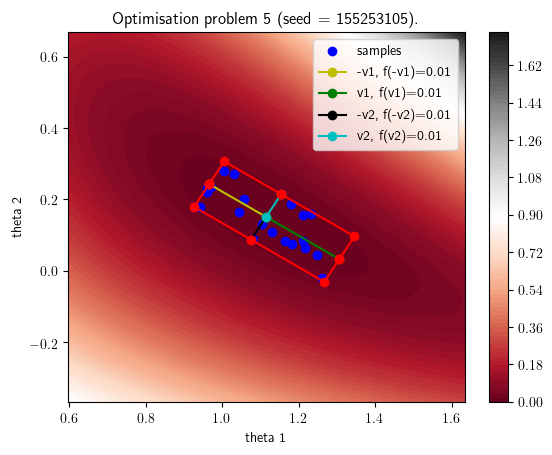 Optimisation problem 5 (seed = 155253105).
samples
-v1, f(-v1)=0.01
v1, f(v1)=0.01
-v2, f(-v2)=0.01
v2, f(v2)=0.01
0.6
0.4
0.2
0.0
−0.2
theta 2
0.6
0.8
1.0
1.2
1.4
1.6
theta 1
1.62
1.44
1.26
1.08
0.90
0.72
0.54
0.36
0.18
0.00